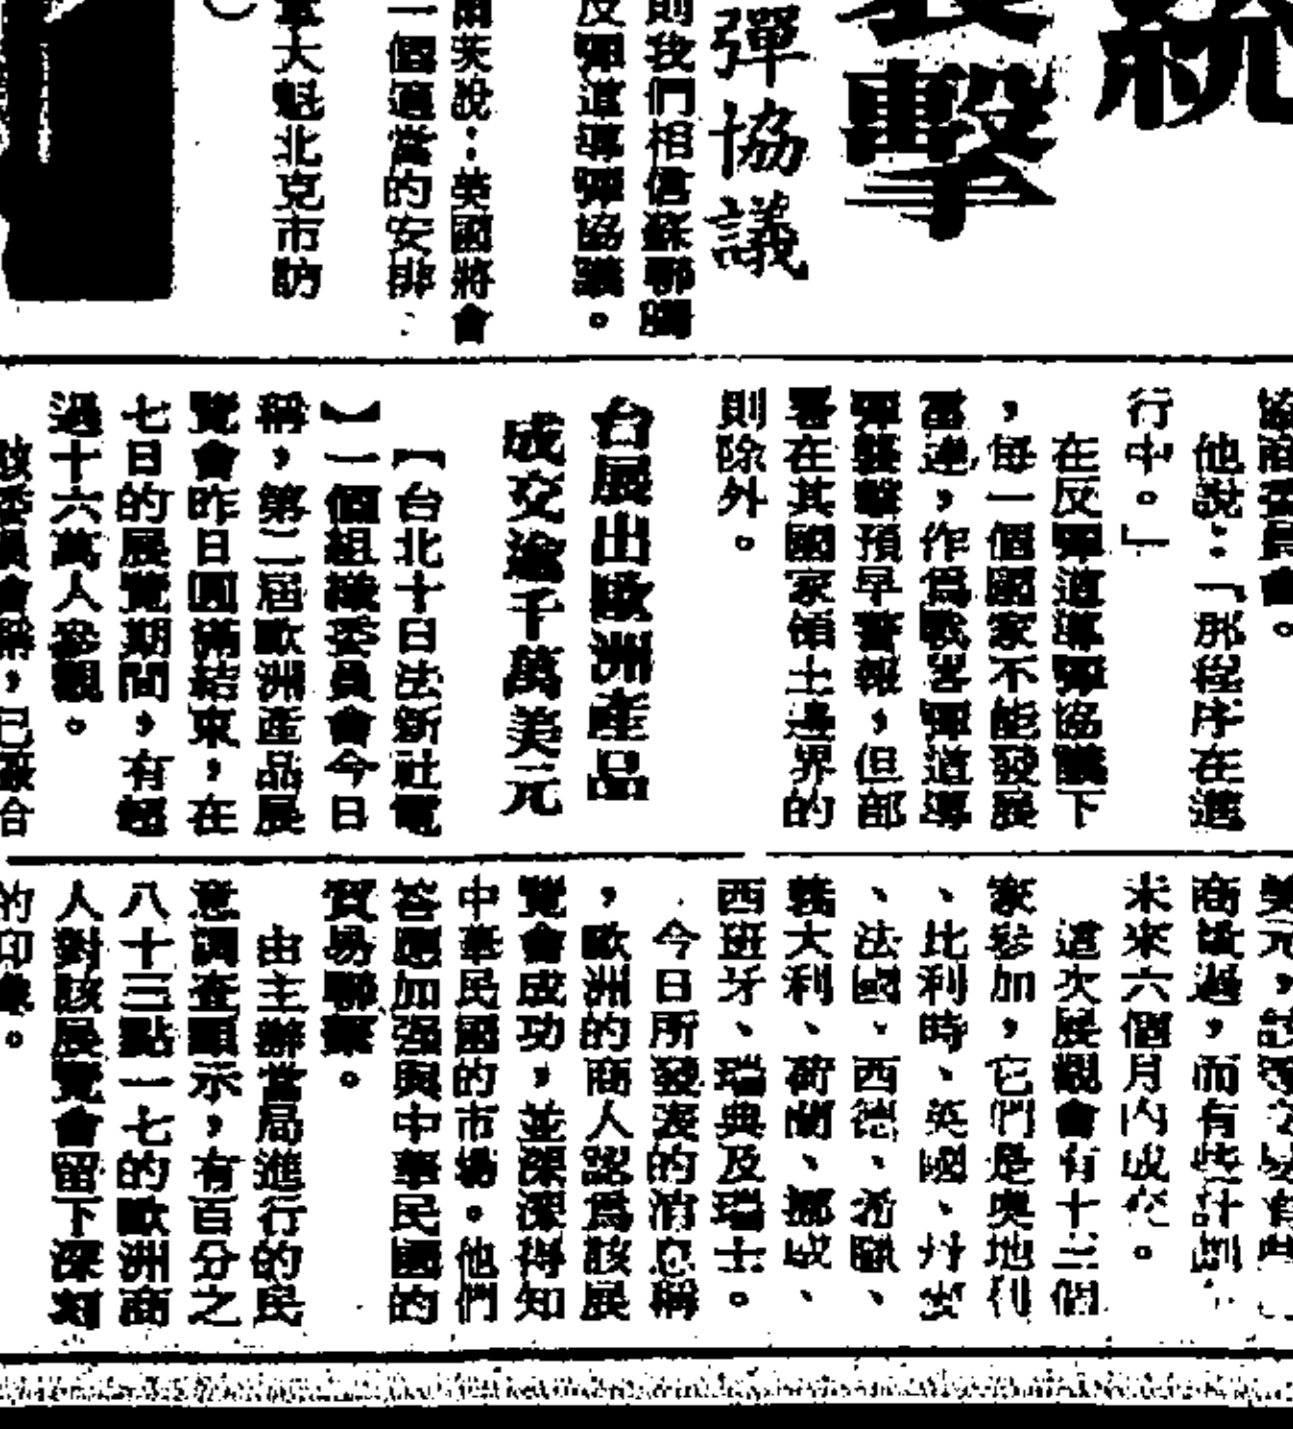 統
襲擊
彈協議
則我們相信蘇聯
反彈道導彈協議。
說：英國將會
一個適當的安排
大魁北克市訪
協商委員會。
他說：「那程序在進
行中。」
在反彈道導彈協議下
，每一個國家不能發展
雷達，作爲戰畧彈道導
彈襲擊預早警報，但部
署在其國家領土邊界的
則除外。
台展出歐洲產品
成交逾千萬美元
【台北十日法新社電
】一個組織委員會今日
稱，第二屆歐洲產品展
覽會昨日圓滿結束，在
七日的展覽期間，有超
過十六萬人參觀。
該委員會稱，已簽合
美元，
商議過，而有些計劃，
未來六個月內成交。
這次展觀會有十三個
家參加，它們是奧地利
、比利時、英國、丹麥
、法國、西德、希臘、
義大利、荷蘭、挪威、
西班牙、瑞典及瑞士。
今日所發表的消息稱
，歐洲的商人認爲該展
覽會成功，並深深得知
中華民國的市場。他們
答應加强與中華民國的
貿易聯繫。
由主辦當局進行的民
意調查顯示，有百分之
八十三點一七的歐洲商
人對該展覽會留下深刻
的印象。